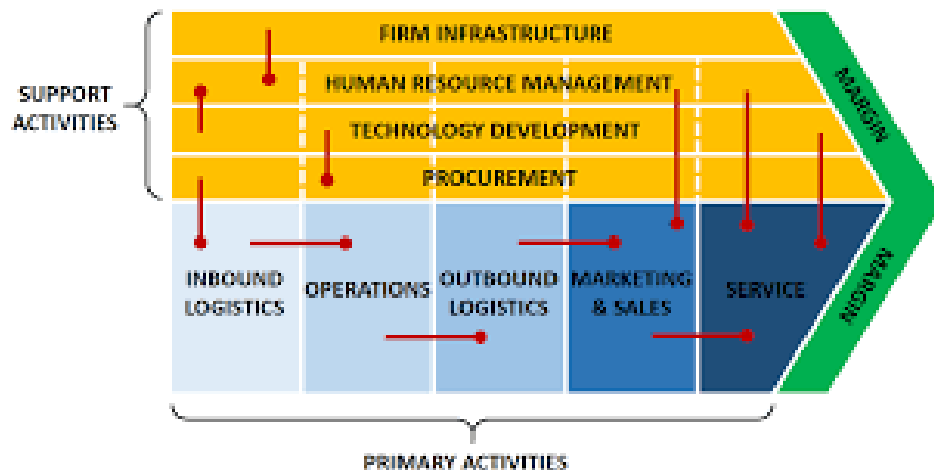 FIRM INFRASTRUCTURE
HUMAN RESOURCE MANAGEMENT
TECHNOLOGY DEVELOPMENT
PROCUREMENT
SUPPORT
ACTIVITIES
MARGIN
MARGIN
INBOUND
LOGISTICS
OPERATIONS
OUTBOUND
LOGISTICS
MARKETING
& SALES
SERVICE
PRIMARY ACTIVITIES